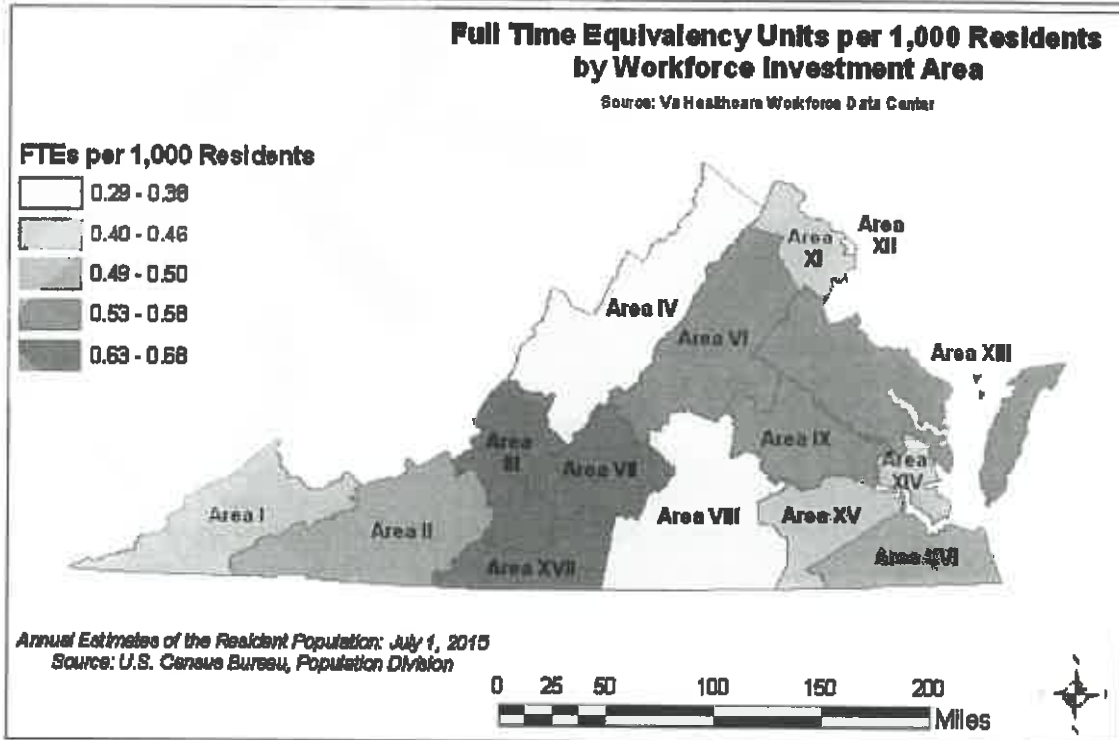 Full Time Equivalency Units per 1,000 Residents
by Workforce Investment Area
Source: Va Healthcare Workforce Data Center
FTEs per 1,000 Residents
0.29 - 0.36
0.40 - 0.46
0.49 - 0.50
0.53 - 0.58
0.63 - 0.68
Area
XII
Area
XI
Area IV
Area VI
Area XIII
Area
III
Area VII
Area IX
Area
XIV
Area I
Area II
Area VIII
Area XV
Area XVII
Area
Annual Estimates of the Resident Population: July 1, 2015
Source: U.S. Census Bureau, Population Division
0 25 50 100 150 200
Miles